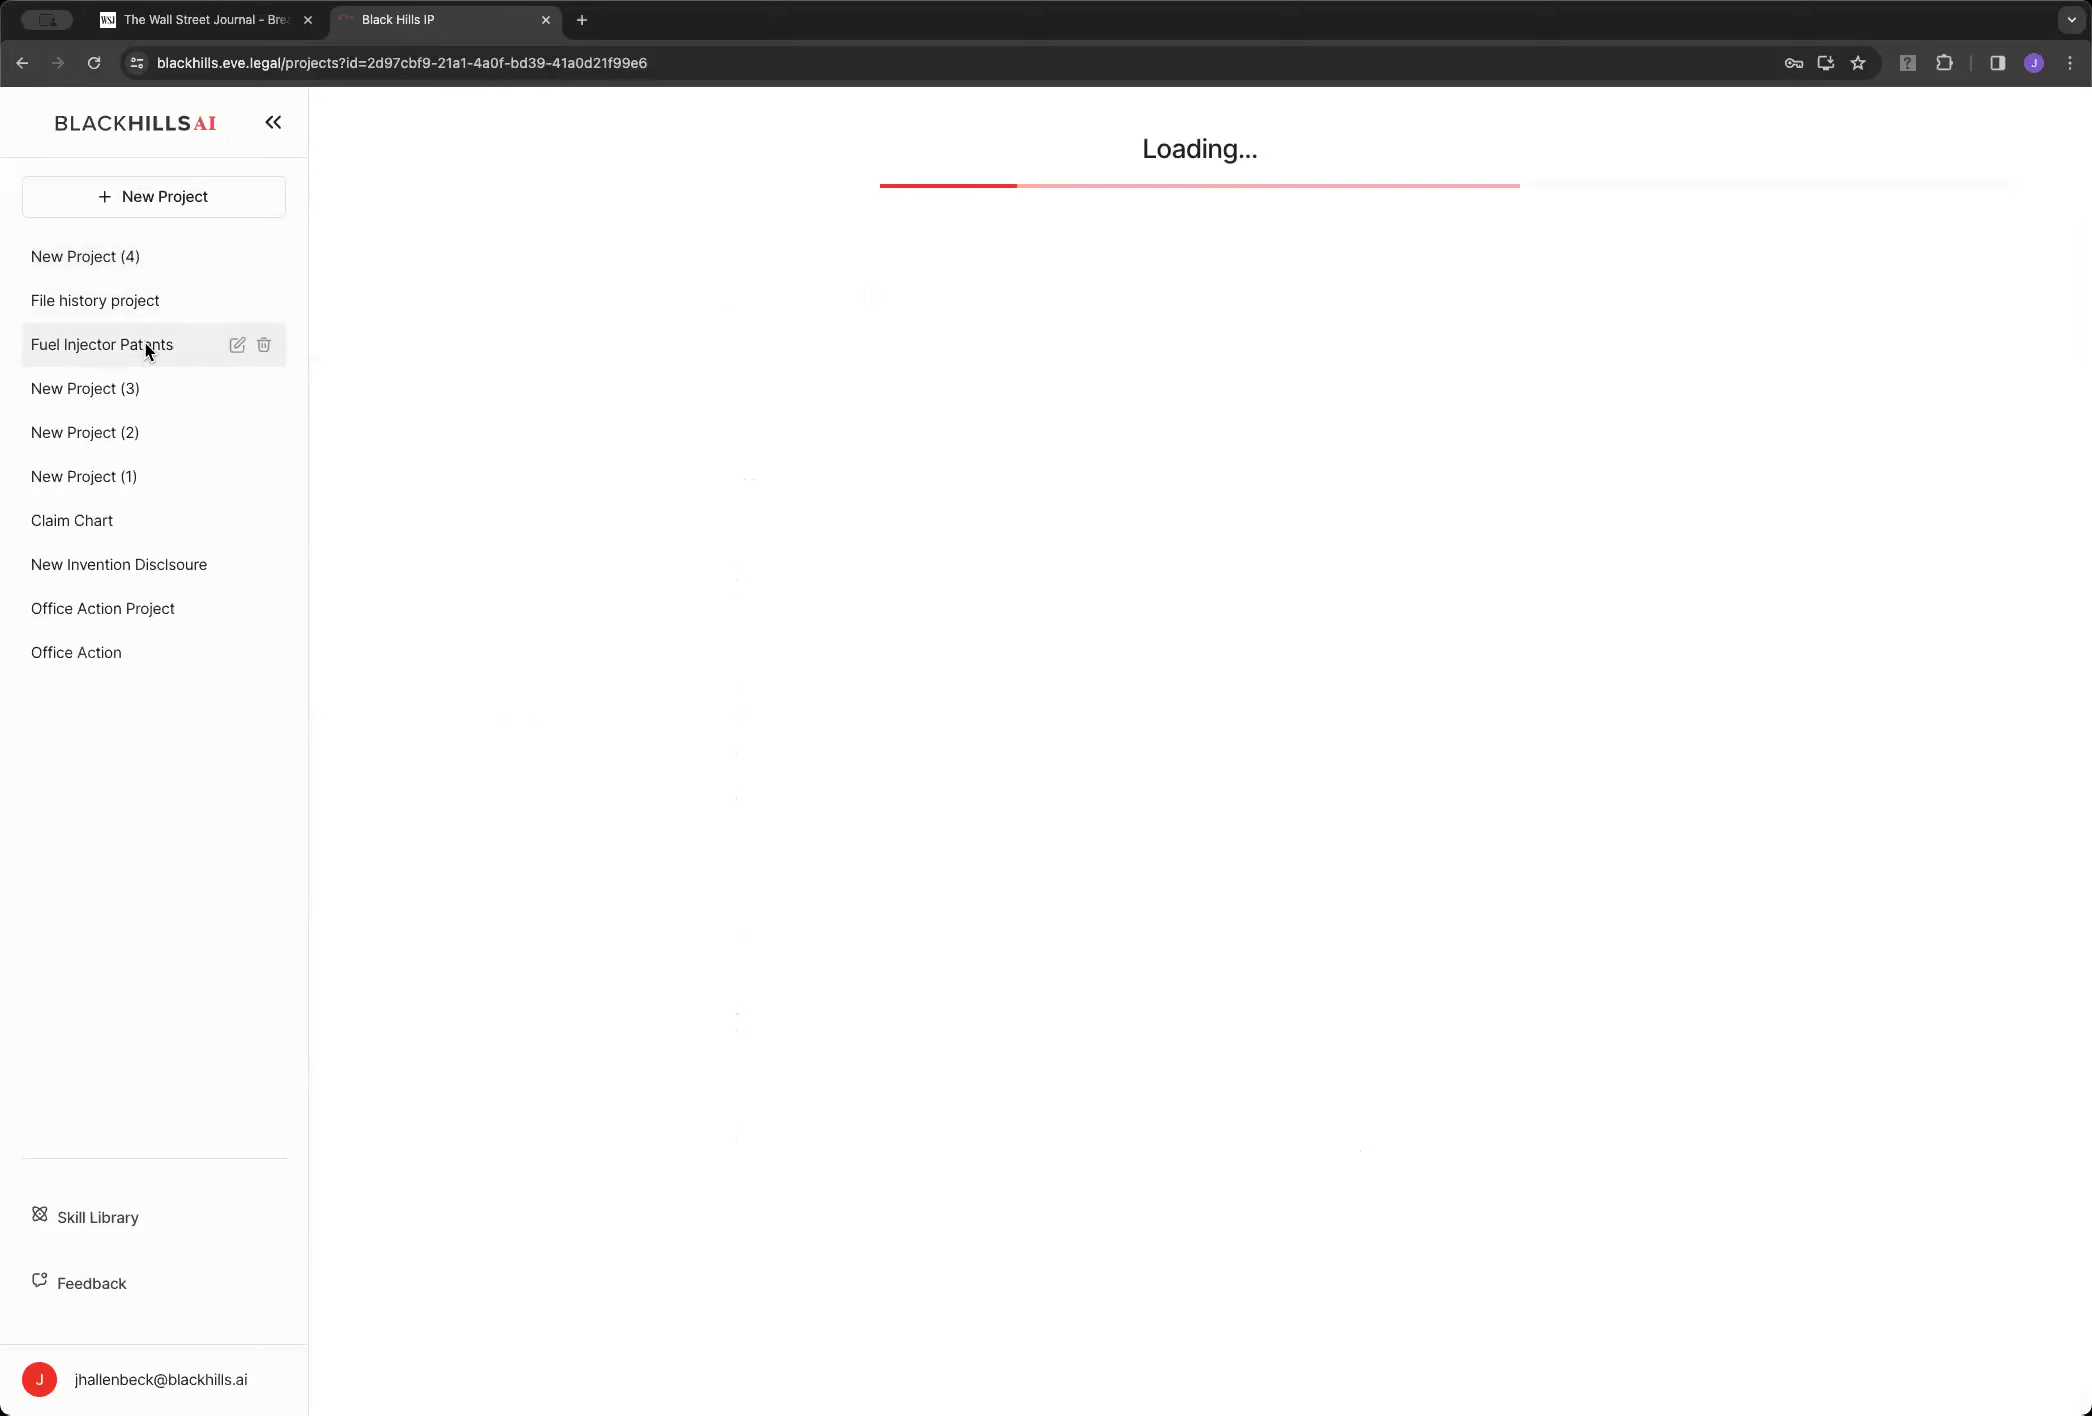 The Wall Street Journal - Bre
Black Hills IP
blackhills.eve.legal/projects?id=2d97cbf9-21a1-4a0f-bd39-41a0d21f99e6
J
BLACKHILLS AI
Loading...
+ New Project
New Project (4)
File history project
Fuel Injector Patents
New Project (3)
New Project (2)
New Project (1)
Claim Chart
New Invention Disclsoure
Office Action Project
Office Action
Skill Library
Feedback
J
jhallenbeck@blackhills.ai